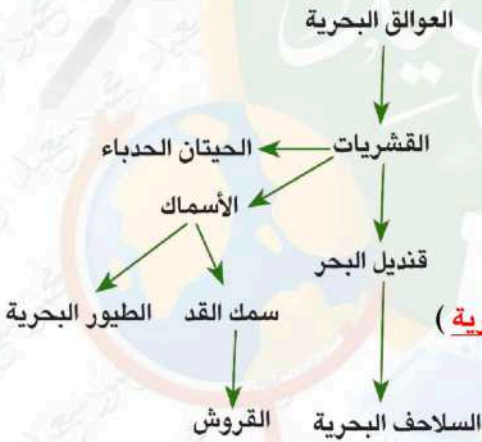 العوالق البحرية
القشريات
الحيتان الحدباء
الأسماك
قنديل البحر
سمك القد
الطيور البحرية
السلاحف البحرية
القروش